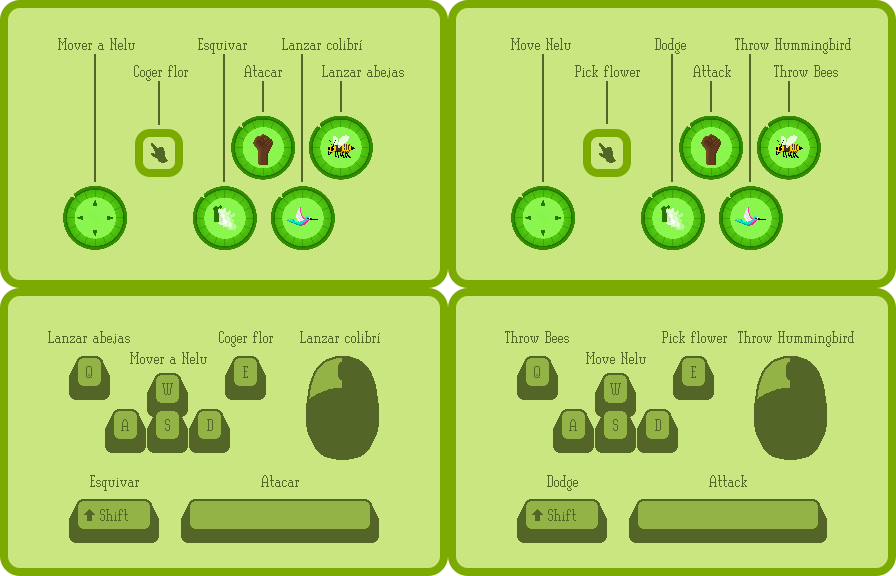 Mover a Nelu
Esquivar
Lanzar colibrí
Coger flor
Atacar
Lanzar abejas
Move Nelu
Dodge
Throw Hummingbird
Pick flower
Attack
Throw Bees
Lanzar abejas
Coger flor
Lanzar colibrí
Mover a Nelu
Q
E
W
A
S
D
Esquivar
Atacar
Shift
Throw Bees
Pick flower
Throw Hummingbird
Move Nelu
Q
E
W
A
S
D
Dodge
Attack
Shift